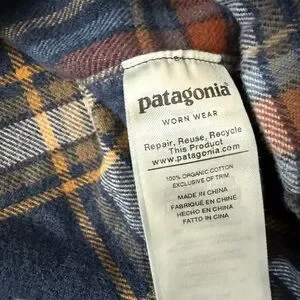 patagonia
WORN WEAR
Repair, Reuse, Recycle
This Product
www.patagonia.com
100% ORGANIC COTTON
EXCLUSIVE OF TRIM
MADE IN CHINA
FABRIQUÉ EN CHINE
HECHO EN CHINA
FATTO IN CINA